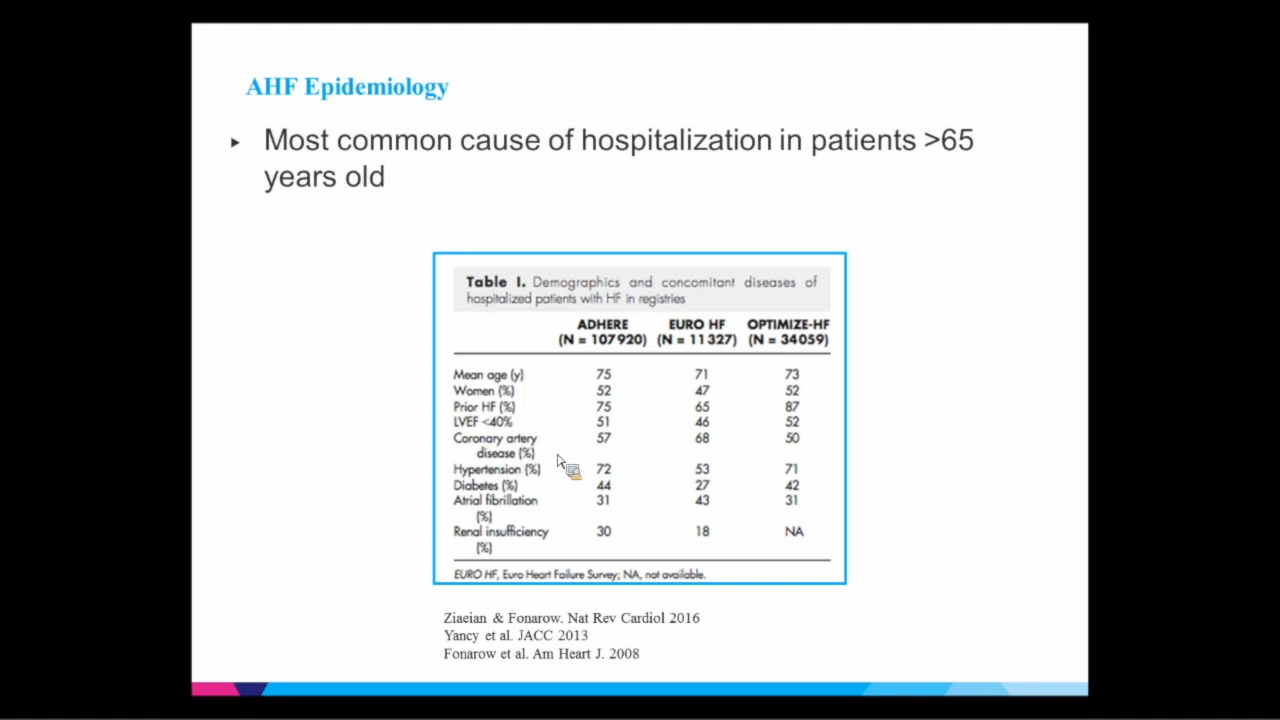 AHF Epidemiology
Most common cause of hospitalization in patients >65
years old
Table I. Demographics and concomitant diseases of
hospitalized patients with HF in registries
ADHERE EURO HF OPTIMIZE-HF
(N = 107920) (N = 11327) (N = 34059)
Mean age (y) 75 71 73
Women (%) 52 47 52
Prior HF (%) 75 65 87
LVEF <40% 51 46 52
Coronary artery 57 68 50
disease (%)
Hypertension (%) 72 53 71
Diabetes (%) 44 27 42
Atrial fibrillation 31 43 31
(%)
Renal insufficiency 30 18 NA
(%)
EURO HF, Euro Heart Failure Survey; NA, not available.
Ziaeian & Fonarow. Nat Rev Cardiol 2016
Yancy et al. JACC 2013
Fonarow et al. Am Heart J. 2008